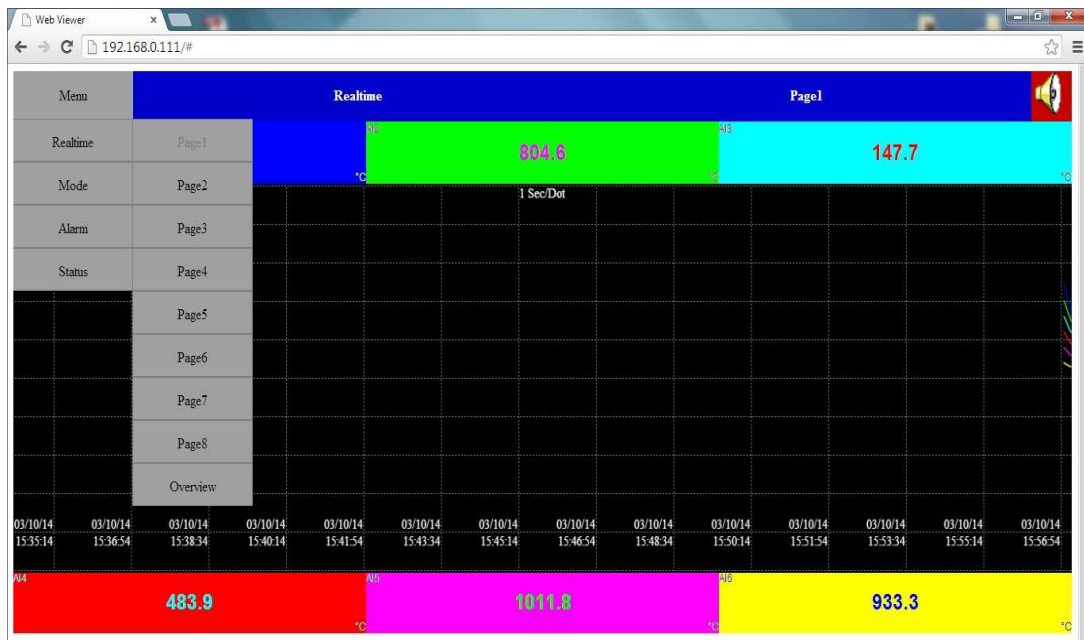 Web Viewer
192.168.0.111/#
Menu Realtime Page1
Realtime Page1
AI2 AI3
804.6 147.7
°C °C °C
Mode Page2
1 Sec/Dot
Alarm Page3
Status Page4
Page5
Page6
Page7
Page8
Overview
03/10/14 03/10/14 03/10/14 03/10/14 03/10/14 03/10/14 03/10/14 03/10/14 03/10/14 03/10/14 03/10/14 03/10/14 03/10/14 03/10/14
15:35:14 15:36:54 15:38:34 15:40:14 15:41:54 15:43:34 15:45:14 15:46:54 15:48:34 15:50:14 15:51:54 15:53:34 15:55:14 15:56:54
AI4 AI5 AI6
483.9 1011.8 933.3
°C °C °C